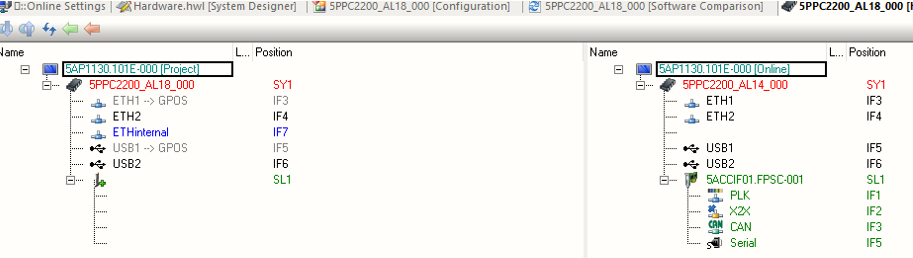 :Online Settings Hardware.hwl [System Designer] 5PPC2200_AL18_000 [Configuration] 5PPC2200_AL18_000 [Software Comparison] 5PPC2200_AL18_000 [
Name L... Position Name L... Position
5AP1130.101E-000 [Project] 5AP1130.101E-000 [Online]
5PPC2200_AL18_000 SY1 5PPC2200_AL14_000 SY1
ETH1 --> GPOS IF3 ETH1 IF3
ETH2 IF4 ETH2 IF4
ETHinternal IF7
USB1 --> GPOS IF5 USB1 IF5
USB2 IF6 USB2 IF6
SL1 5ACCIF01.FPSC-001 SL1
PLK IF1
X2X IF2
CAN CAN IF3
Serial IF5